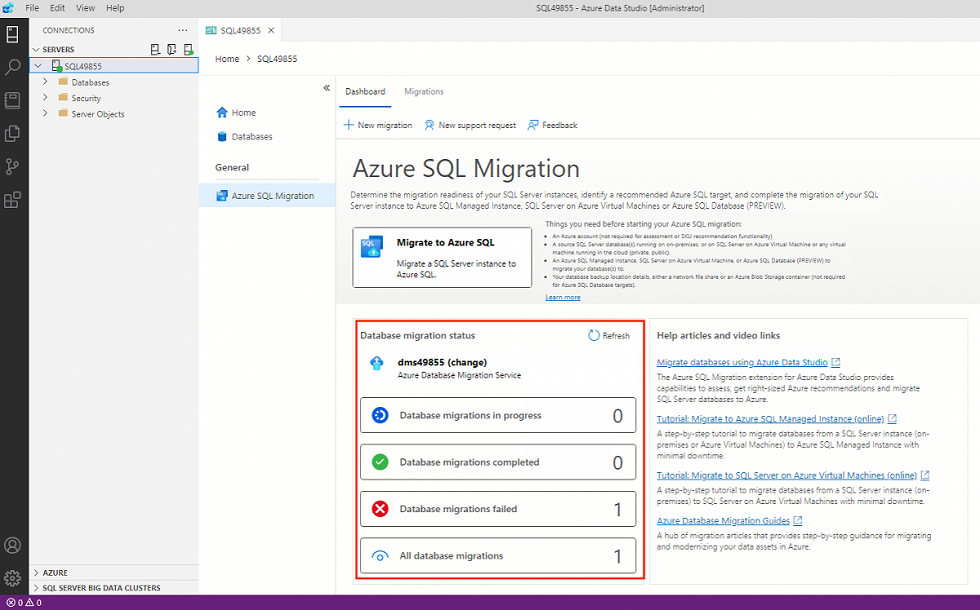 File Edit View Help
SQL49855 - Azure Data Studio [Administrator]
CONNECTIONS
SERVERS
SQL49855
Databases
Security
Server Objects
AZURE
SQL SERVER BIG DATA CLUSTERS
0 0
SQL49855
Home > SQL49855
Home
Databases
General
Azure SQL Migration
Dashboard Migrations
New migration New support request Feedback
Azure SQL Migration
Determine the migration readiness of your SQL Server instances, identify a recommended Azure SQL target, and complete the migration of your SQL
Server instance to Azure SQL Managed Instance, SQL Server on Azure Virtual Machines or Azure SQL Database (PREVIEW).
SQL
Migrate to Azure SQL
Migrate a SQL Server instance to
Azure SQL.
Things you need before starting your Azure SQL migration:
• An Azure account (not required for assessment or SKU recommendation functionality)
• A source SQL Server database(s) running on on-premises, or on SQL Server on Azure Virtual Machine or any virtual
machine running in the cloud (private, public).
• An Azure SQL Managed Instance, SQL Server on Azure Virtual Machine, or Azure SQL Database (PREVIEW) to
migrate your database(s) to.
• Your database backup location details, either a network file share or an Azure Blob Storage container (not required
for Azure SQL Database targets).
Learn more
Database migration status
Refresh
dms49855 (change)
Azure Database Migration Service
Database migrations in progress 0
Database migrations completed 0
Database migrations failed 1
All database migrations 1
Help articles and video links
Migrate databases using Azure Data Studio
The Azure SQL Migration extension for Azure Data Studio provides
capabilities to assess, get right-sized Azure recommendations and migrate
SQL Server databases to Azure.
Tutorial: Migrate to Azure SQL Managed Instance (online)
A step-by-step tutorial to migrate databases from a SQL Server instance (on-
premises or Azure Virtual Machines) to Azure SQL Managed Instance with
minimal downtime.
Tutorial: Migrate to SQL Server on Azure Virtual Machines (online)
A step-by-step tutorial to migrate databases from a SQL Server instance (on-
premises) to SQL Server on Azure Virtual Machines with minimal downtime.
Azure Database Migration Guides
A hub of migration articles that provides step-by-step guidance for migrating
and modernizing your data assets in Azure.